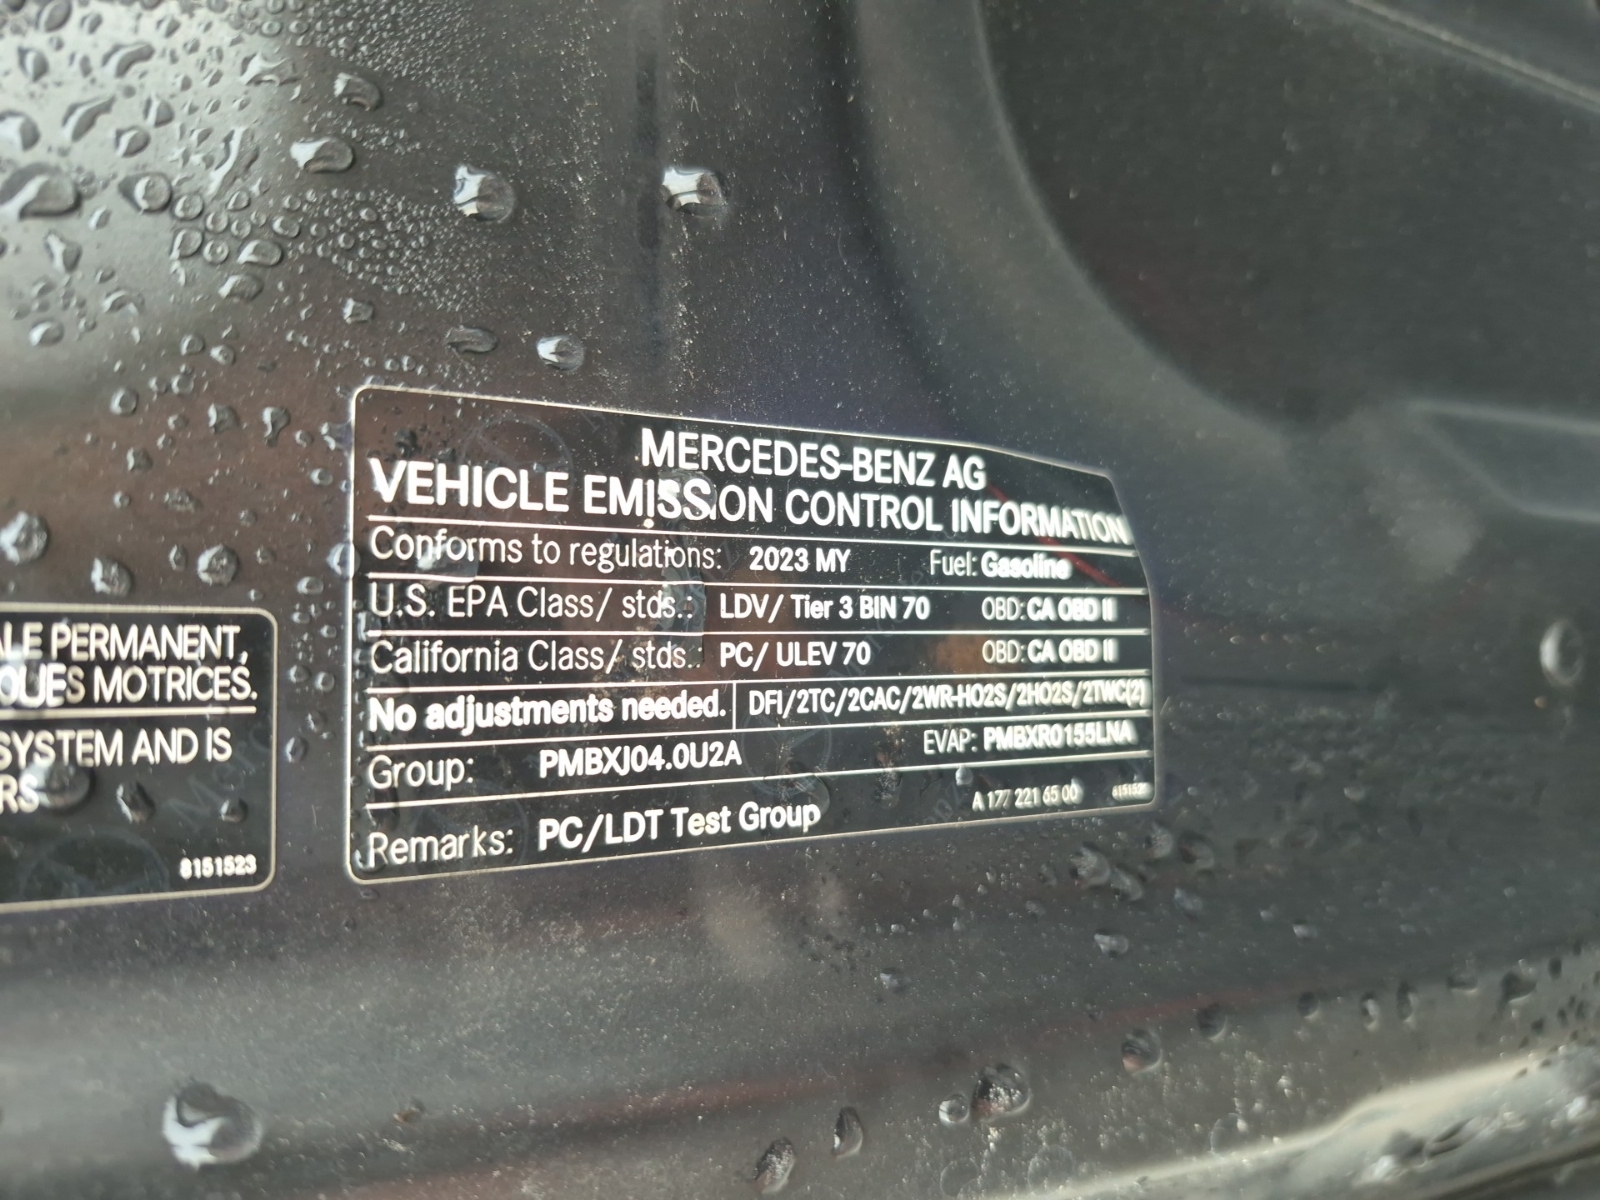 ALE PERMANENT,
QUES MOTRICES.
SYSTEM AND IS
RS
8151523
MERCEDES-BENZ AG
VEHICLE EMISSION CONTROL INFORMATION
Conforms to regulations: 2023 MY Fuel: Gasoline
U.S. EPA Class/ stds.: LDV/ Tier 3 BIN 70 OBD: CA OBD II
California Class/ stds.: PC/ ULEV 70 OBD: CA OBD II
No adjustments needed. DFI/2TC/2CAC/2WR-HO2S/2HO2S/2TWC(2)
Group: PMBXJ04.0U2A EVAP: PMBXR0155LNA
Remarks: PC/LDT Test Group A 177 221 65 00